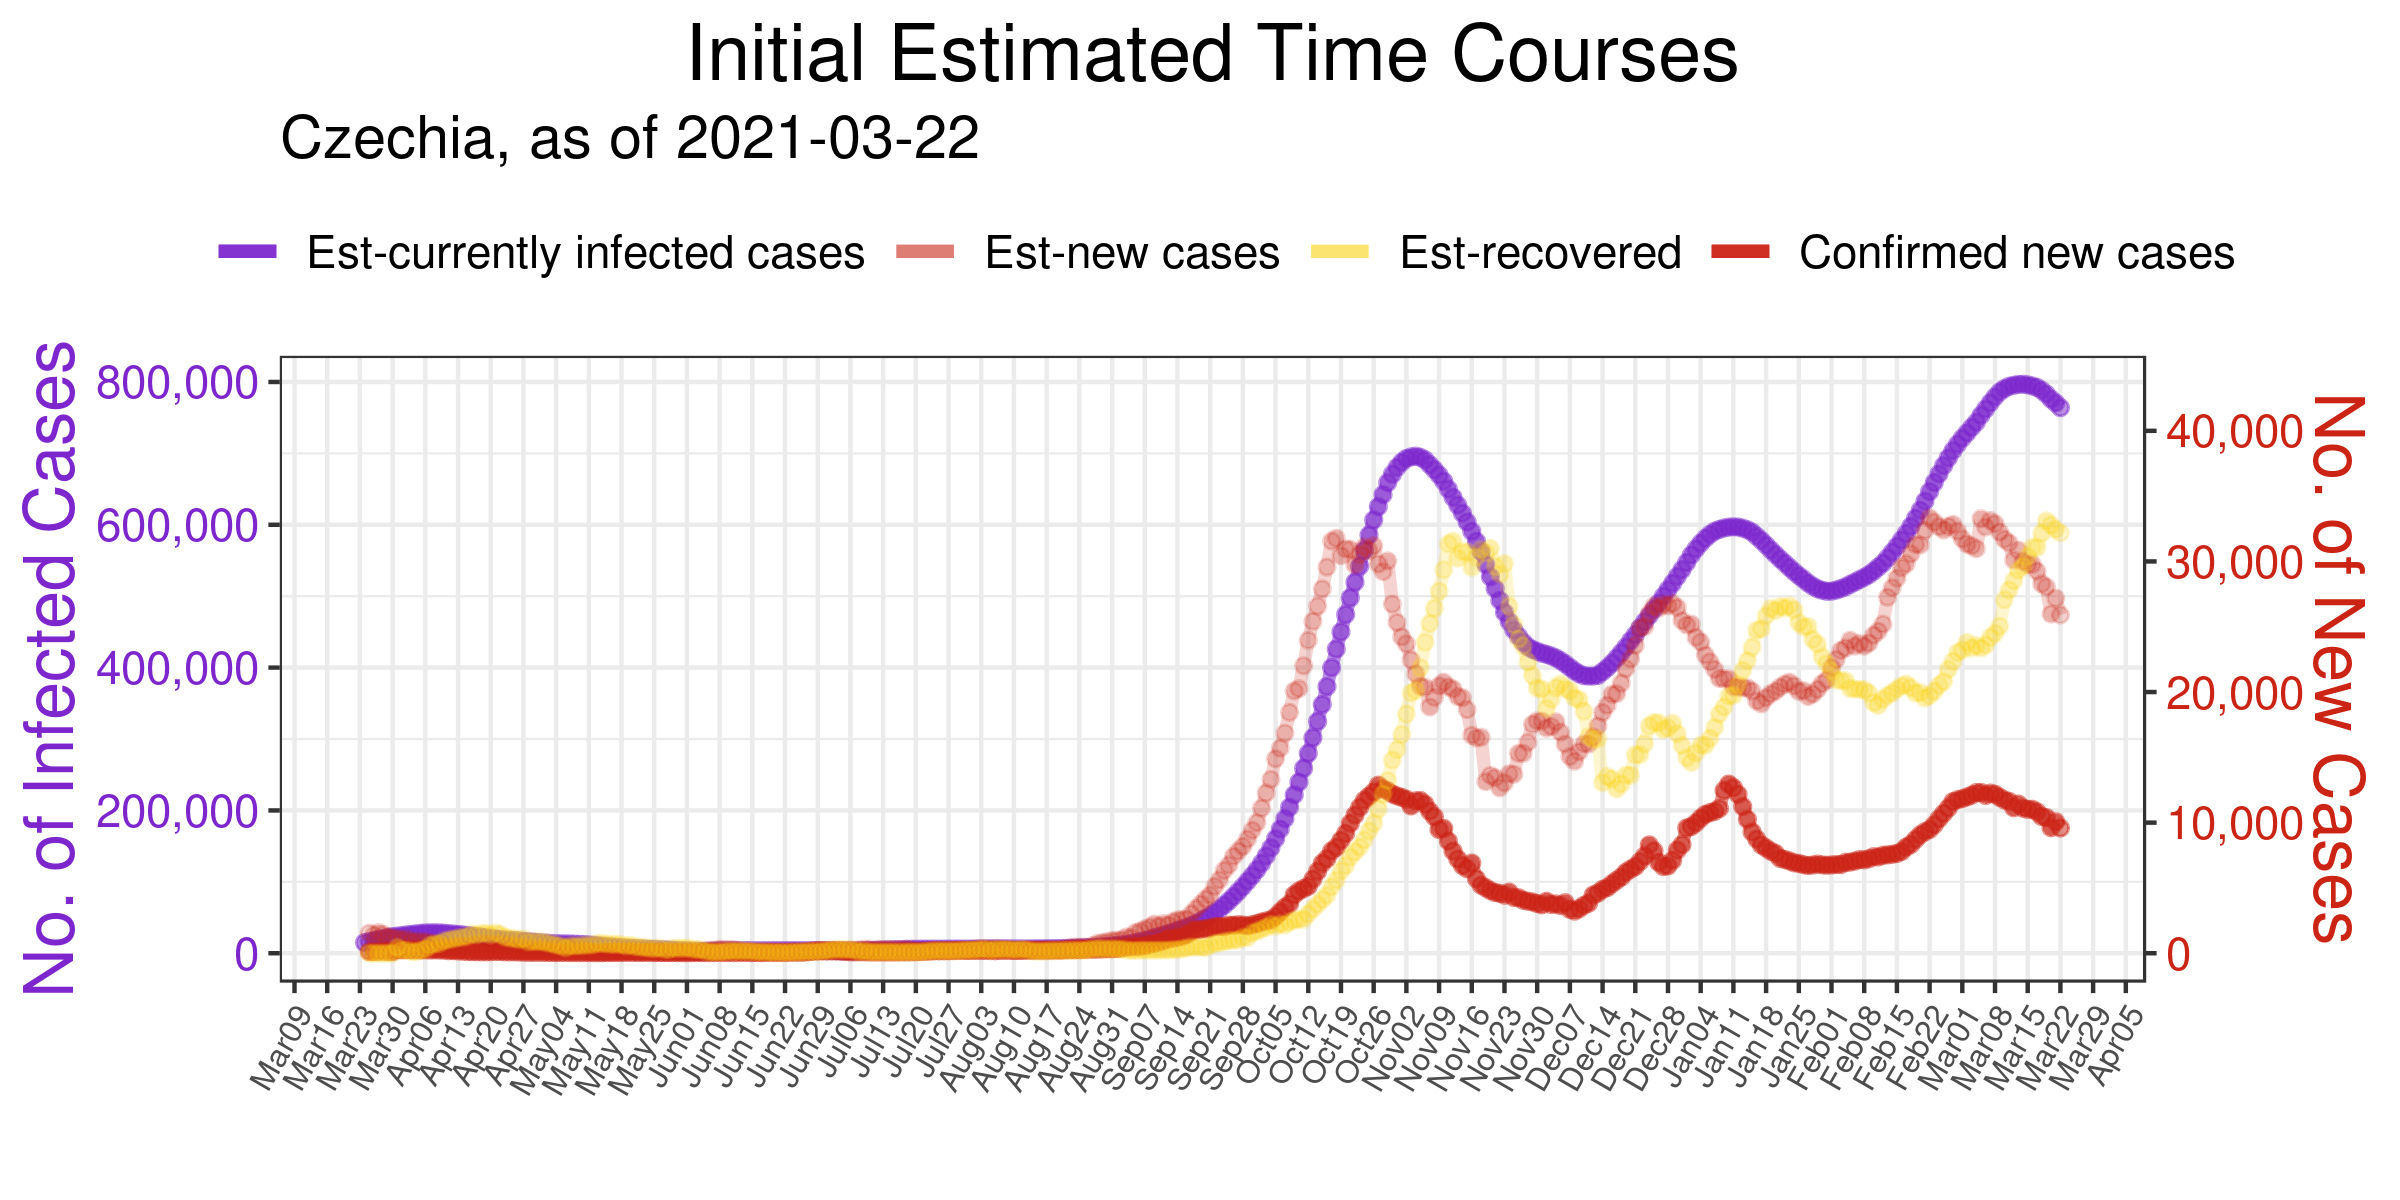 Initial Estimated Time Courses
Czechia, as of 2021-03-22
Est-currently infected cases
Est-new cases
Est-recovered
Confirmed new cases
No. of Infected Cases
800,000
600,000
400,000
200,000
0
No. of New Cases
40,000
30,000
20,000
10,000
0
Mar09
Mar16
Mar23
Mar30
Apr06
Apr13
Apr20
Apr27
May04
May11
May18
May25
Jun01
Jun08
Jun15
Jun22
Jun29
Jul06
Jul13
Jul20
Jul27
Aug03
Aug10
Aug17
Aug24
Aug31
Sep07
Sep14
Sep21
Sep28
Oct05
Oct12
Oct19
Oct26
Nov02
Nov09
Nov16
Nov23
Nov30
Dec07
Dec14
Dec21
Dec28
Jan04
Jan11
Jan18
Jan25
Feb01
Feb08
Feb15
Feb22
Mar01
Mar08
Mar15
Mar22
Mar29
Apr05